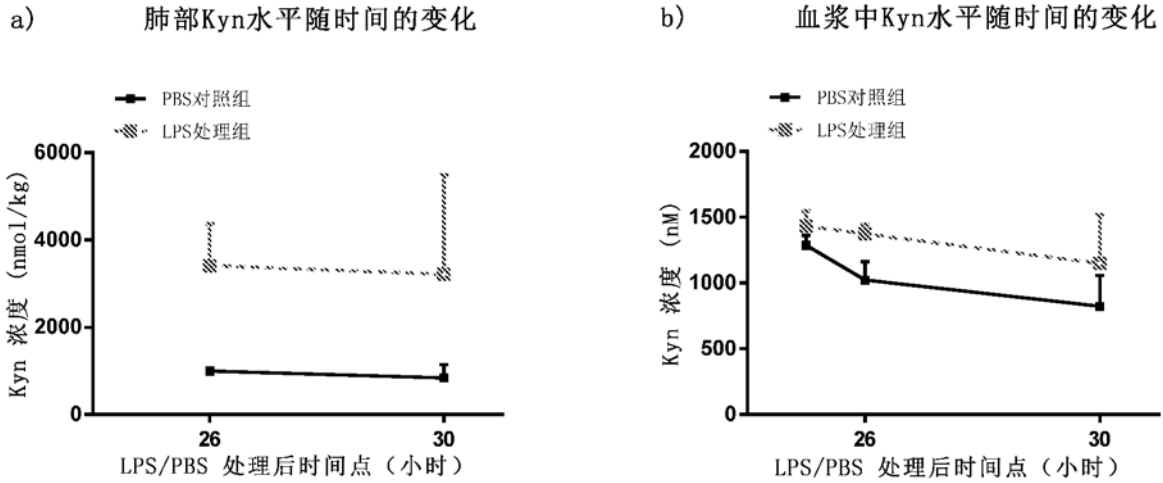 a) 肺部Kyn水平随时间的变化
PBS对照组
LPS处理组
Kyn 浓度 (nmol/kg)
6000
4000
2000
0
26 30
LPS/PBS 处理后时间点（小时）
b) 血浆中Kyn水平随时间的变化
PBS对照组
LPS处理组
Kyn 浓度 (nM)
2000
1500
1000
500
0
26 30
LPS/PBS 处理后时间点（小时）